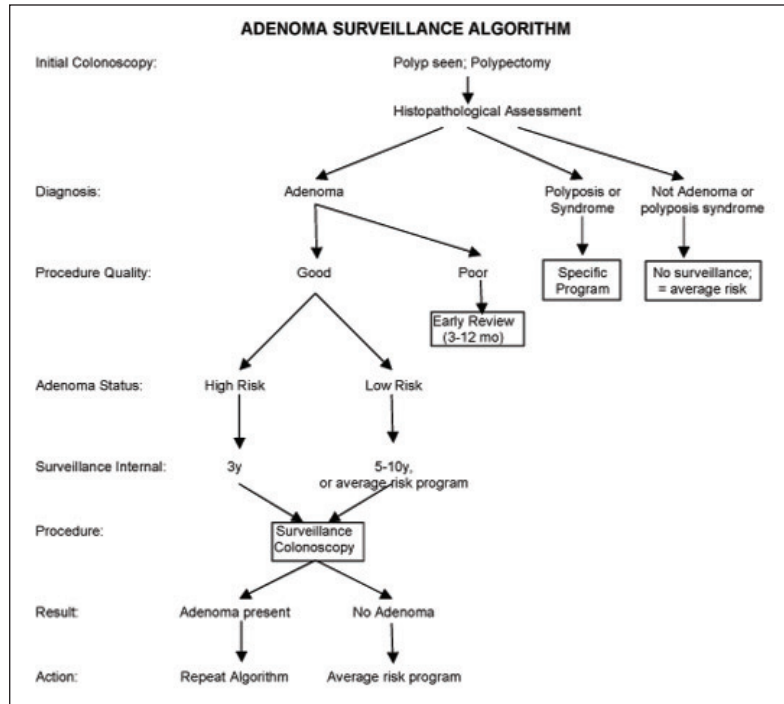 ADENOMA SURVEILLANCE ALGORITHM
Initial Colonoscopy:
Polyp seen; Polypectomy
Histopathological Assessment
Diagnosis:
Adenoma
Polyposis or
Syndrome
Not Adenoma or
polyposis syndrome
Procedure Quality:
Good
Poor
Specific
Program
No surveillance;
= average risk
Early Review
(3-12 mo)
Adenoma Status:
High Risk
Low Risk
Surveillance Internal:
3y
5-10y,
or average risk program
Procedure:
Surveillance
Colonoscopy
Result:
Adenoma present
No Adenoma
Action:
Repeat Algorithm
Average risk program